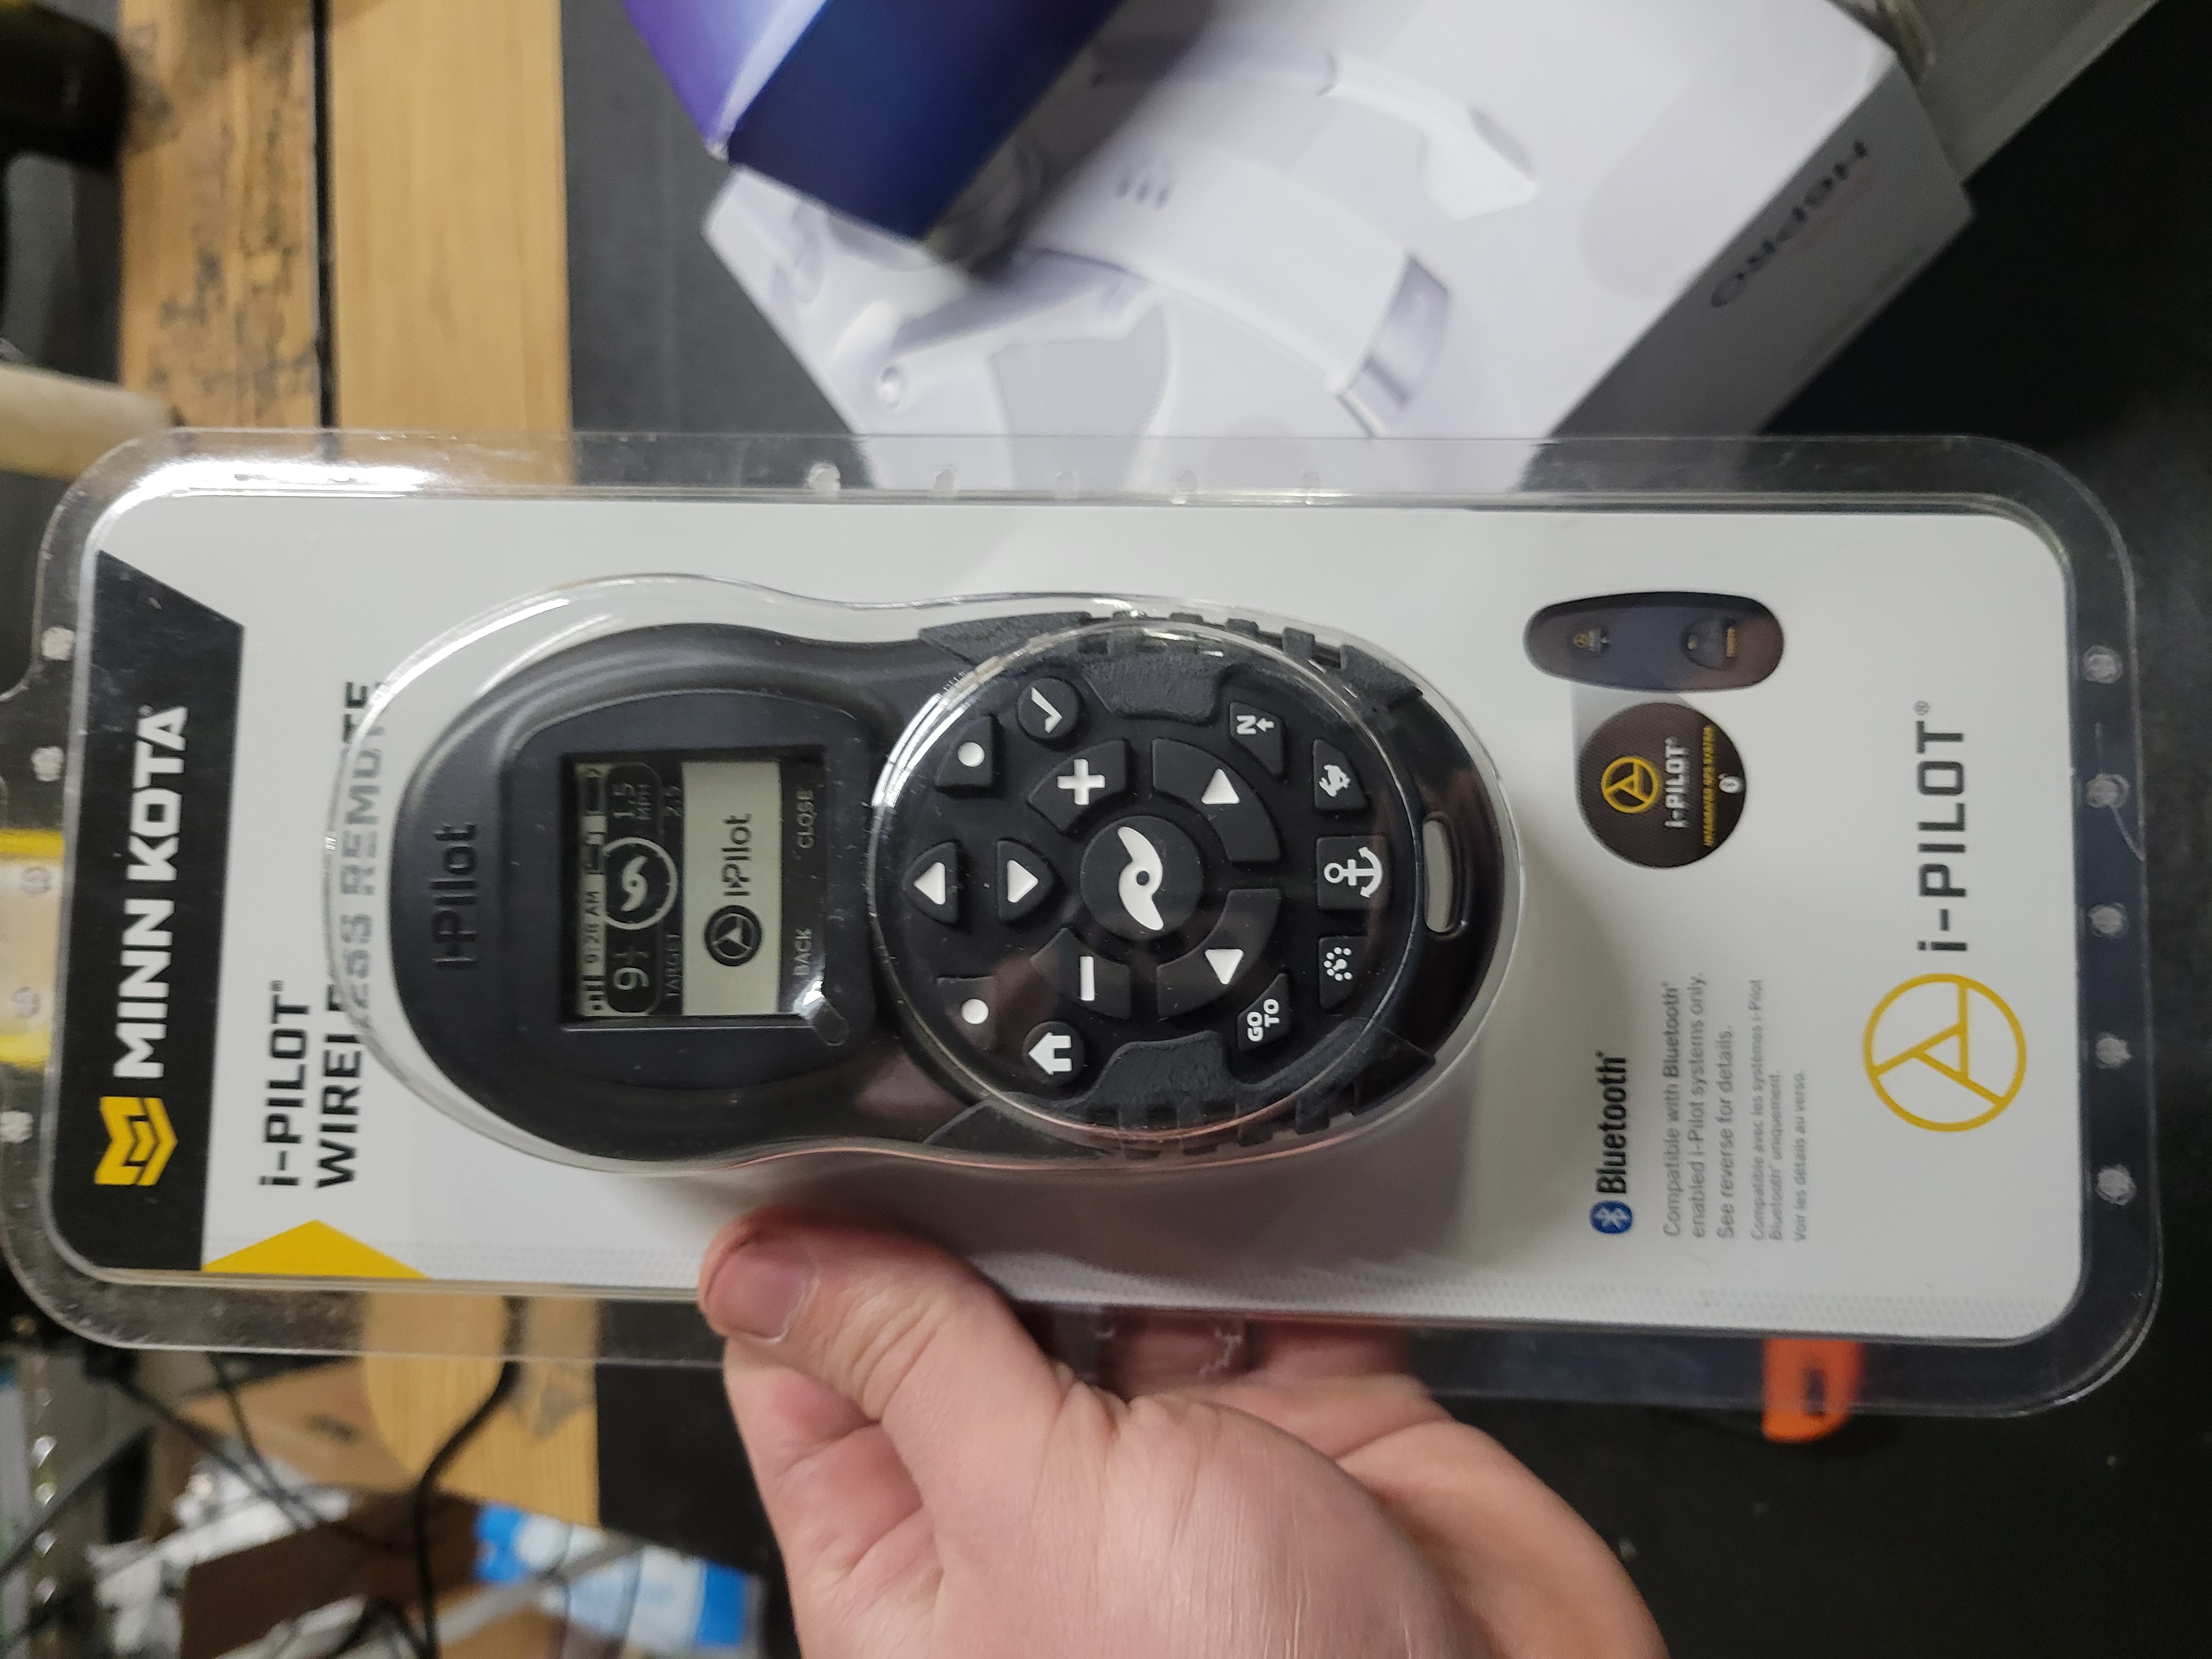 MINN KOTA
i-PILOT®
WIRELESS REMOTE
i-Pilot
9:28 AM
1.5
MPH
TARGET 2.5
i-Pilot
BACK CLOSE
N
GO
TO
i-PILOT®
Bluetooth®
Compatible with Bluetooth®
enabled i-Pilot systems only.
See reverse for details.
Compatible avec les systèmes i-Pilot
Bluetooth® uniquement.
Voir les détails au verso.
i-PILOT®